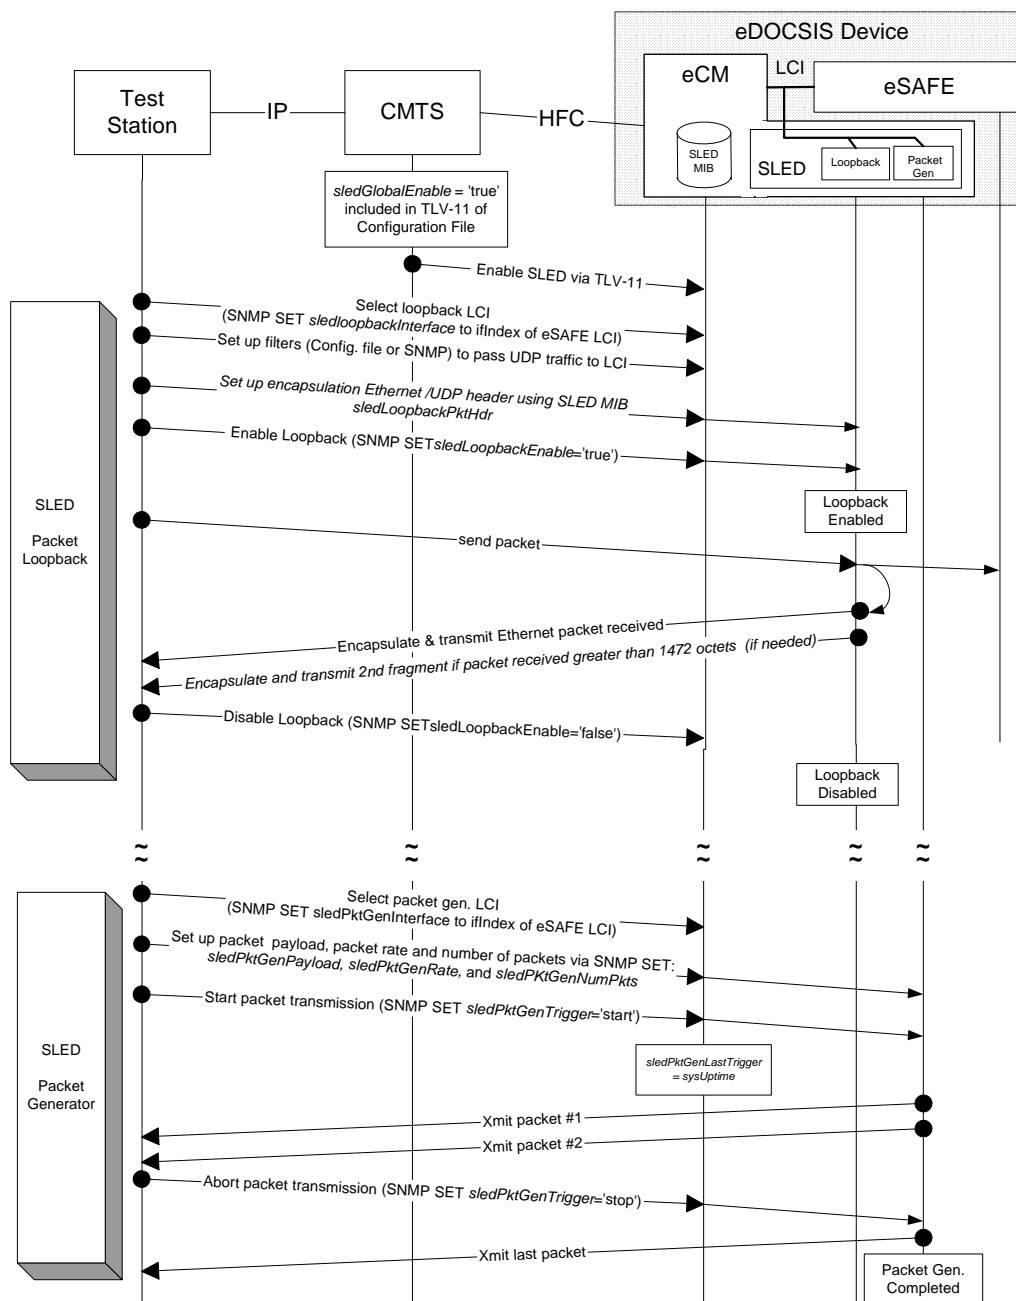 eDOCSIS Device
Test
Station
IP
CMTS
HFC
eCM
LCI
eSAFE
SLED
MIB
SLED
Loopback
Packet
Gen
sledGlobalEnable = 'true'
included in TLV-11 of
Configuration File
Enable SLED via TLV-11
Select loopback LCI
(SNMP SET sledloopbackInterface to ifIndex of eSAFE LCI)
Set up filters (Config. file or SNMP) to pass UDP traffic to LCI
Set up encapsulation Ethernet /UDP header using SLED MIB
sledLoopbackPktHdr
Enable Loopback (SNMP SETsledLoopbackEnable='true')
Loopback
Enabled
SLED
Packet
Loopback
send packet
Encapsulate & transmit Ethernet packet received
Encapsulate and transmit 2nd fragment if packet received greater than 1472 octets (if needed)
Disable Loopback (SNMP SETsledLoopbackEnable='false')
Loopback
Disabled
≈ ≈ ≈ ≈ ≈
Select packet gen. LCI
(SNMP SET sledPktGenInterface to ifIndex of eSAFE LCI)
Set up packet payload, packet rate and number of packets via SNMP SET:
sledPktGenPayload, sledPktGenRate, and sledPKtGenNumPkts
Start packet transmission (SNMP SET sledPktGenTrigger='start')
SLED
Packet
Generator
sledPktGenLastTrigger
= sysUptime
Xmit packet #1
Xmit packet #2
Abort packet transmission (SNMP SET sledPktGenTrigger='stop')
Xmit last packet
Packet Gen.
Completed